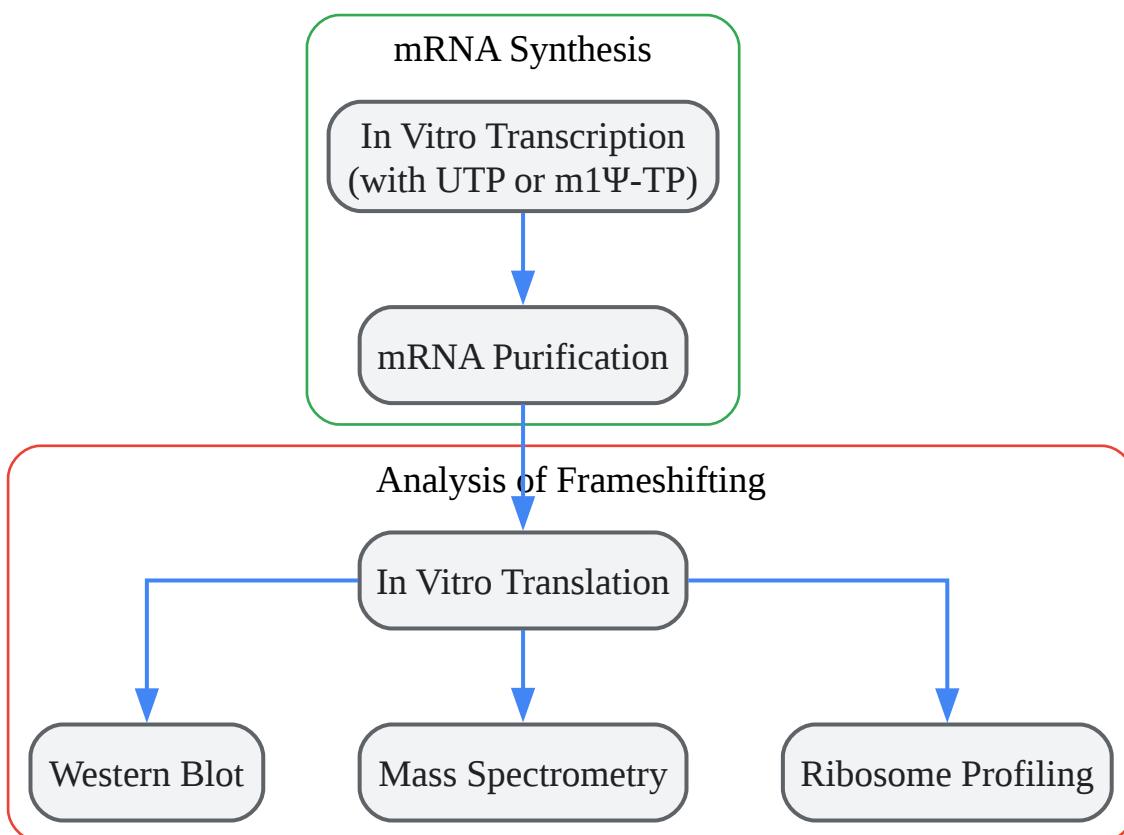 mRNA Synthesis
In Vitro Transcription
(with UTP or m1Ψ-TP)
mRNA Purification
Analysis of Frameshifting
In Vitro Translation
Western Blot
Mass Spectrometry
Ribosome Profiling